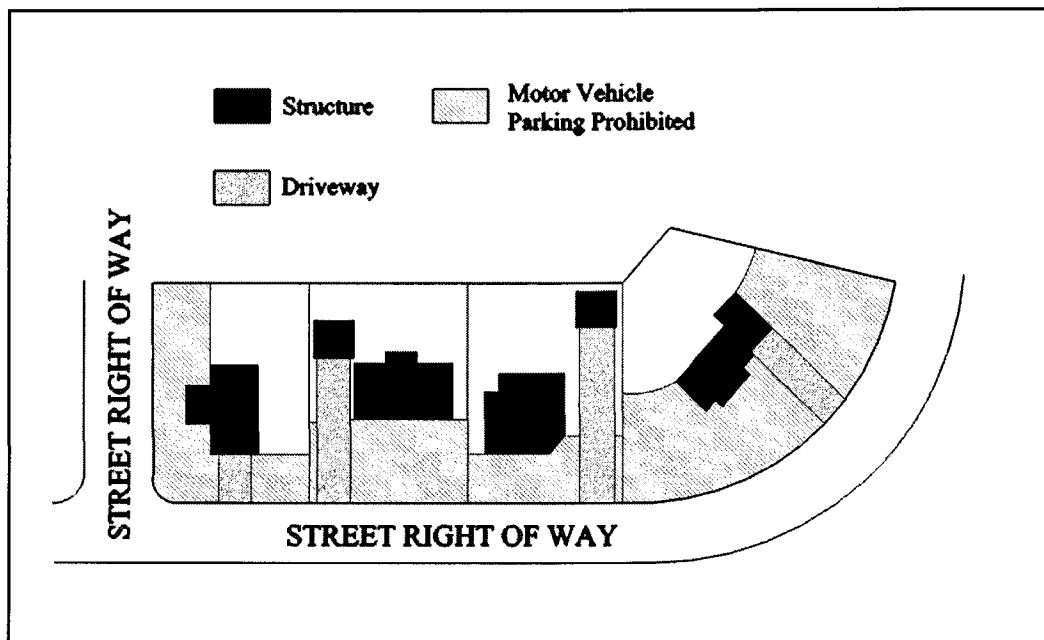 Structure
Motor Vehicle
Parking Prohibited
Driveway
STREET RIGHT OF WAY
STREET RIGHT OF WAY